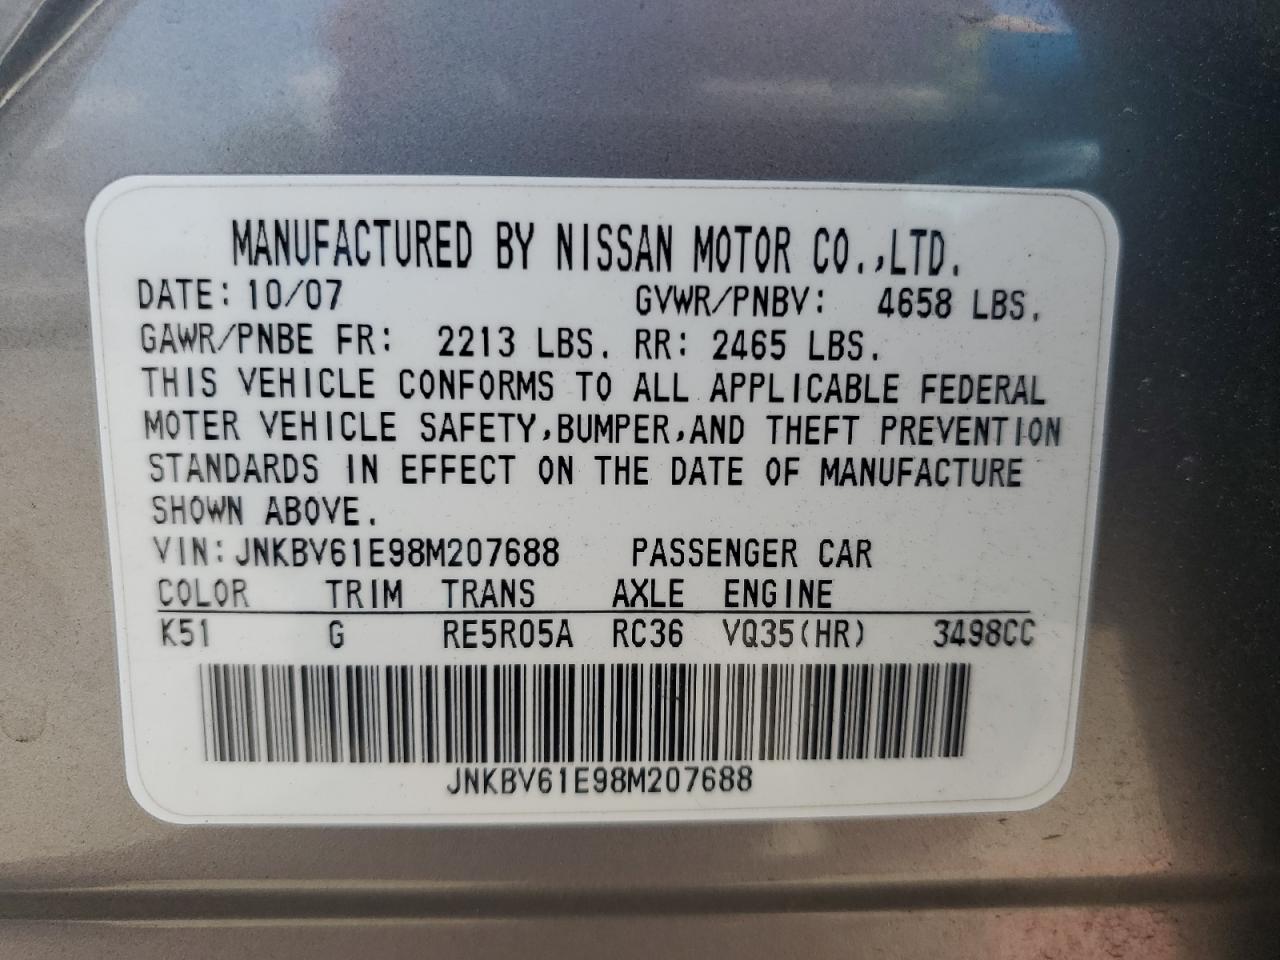 MANUFACTURED BY NISSAN MOTOR CO.,LTD.
DATE: 10/07 GVWR/PNBV: 4658 LBS.
GAWR/PNBE FR: 2213 LBS. RR: 2465 LBS.
THIS VEHICLE CONFORMS TO ALL APPLICABLE FEDERAL
MOTER VEHICLE SAFETY,BUMPER,AND THEFT PREVENTION
STANDARDS IN EFFECT ON THE DATE OF MANUFACTURE
SHOWN ABOVE.
VIN:JNKBV61E98M207688 PASSENGER CAR
COLOR TRIM TRANS AXLE ENGINE
K51 G RE5R05A RC36 VQ35(HR) 3498CC
JNKBV61E98M207688